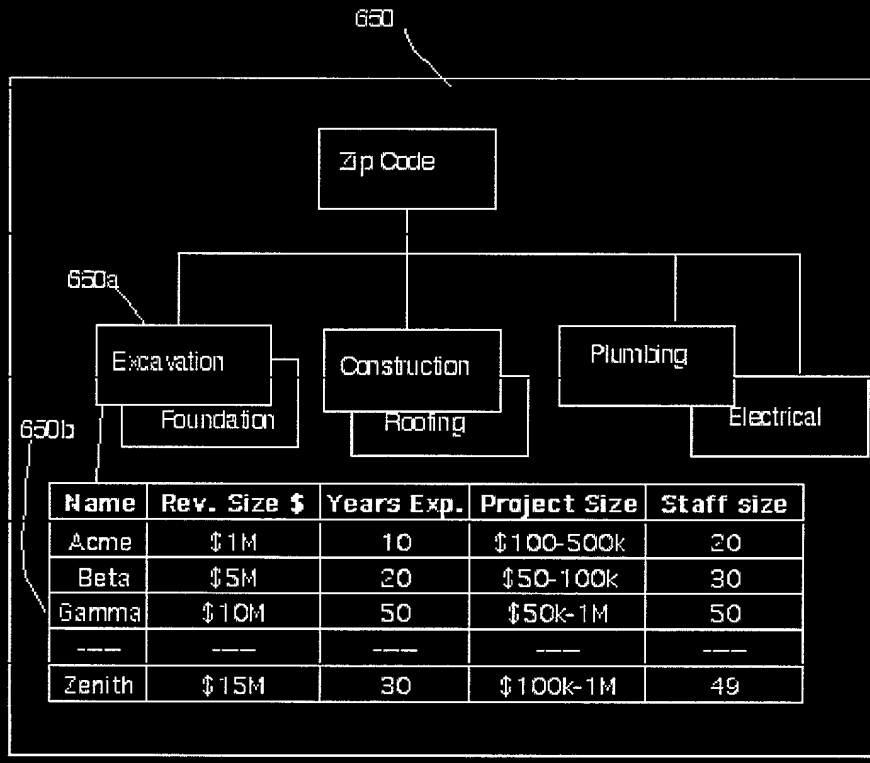 650
Zip Code
650a
Excavation
Construction
Plumbing
Foundation
Roofing
Electrical
650b
Name Rev. Size $ Years Exp. Project Size Staff size
Acme $1M 10 $100-500k 20
Beta $5M 20 $50-100k 30
Gamma $10M 50 $50k-1M 50
---- ---- ---- ---- ----
Zenith $15M 30 $100k-1M 49